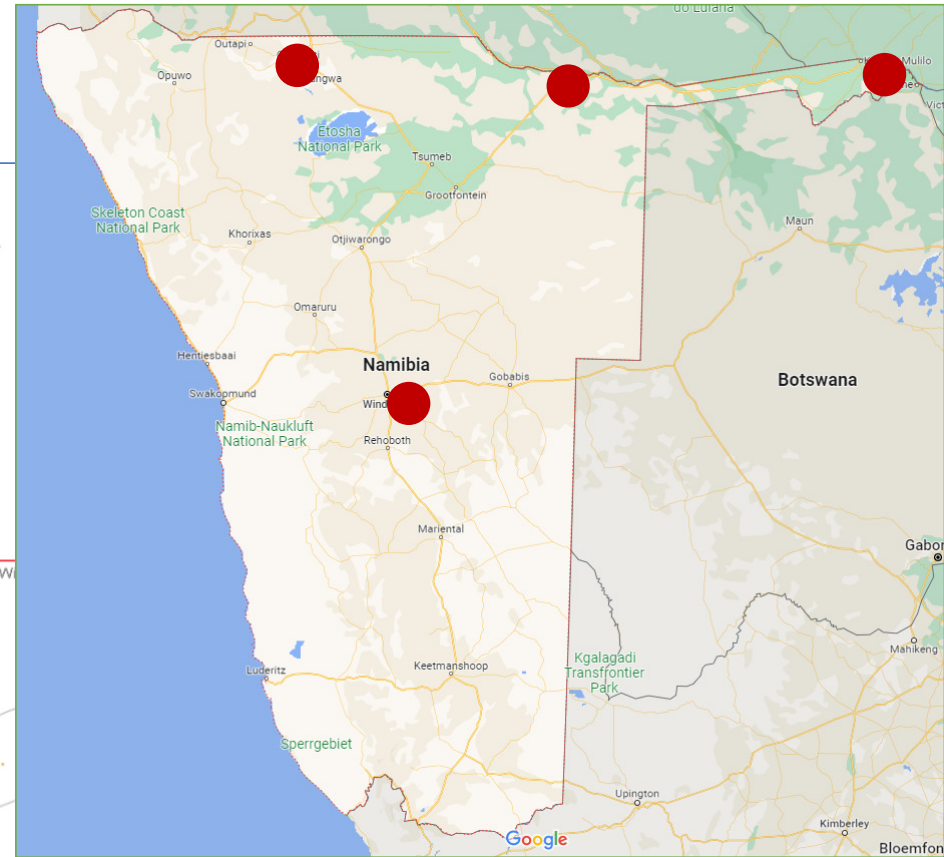 Outapi
Opuwo
ngwa
Mulilo
Etosha
National Park
Tsumeb
Grootfontein
Skeleton Coast
National Park
Khorixas
Otjiwarongo
Maun
Omaruru
Hentiesbaai
Namibia
Gobabis
Botswana
Swakopmund
Wind
Namib-Naukluft
National Park
Rehoboth
Mariental
Gabor
Mahikeng
Kgalagadi
Transfrontier
Park
Keetmanshoop
Luderitz
Sperrgebiet
Upington
Kimberley
Google
Bloemfon